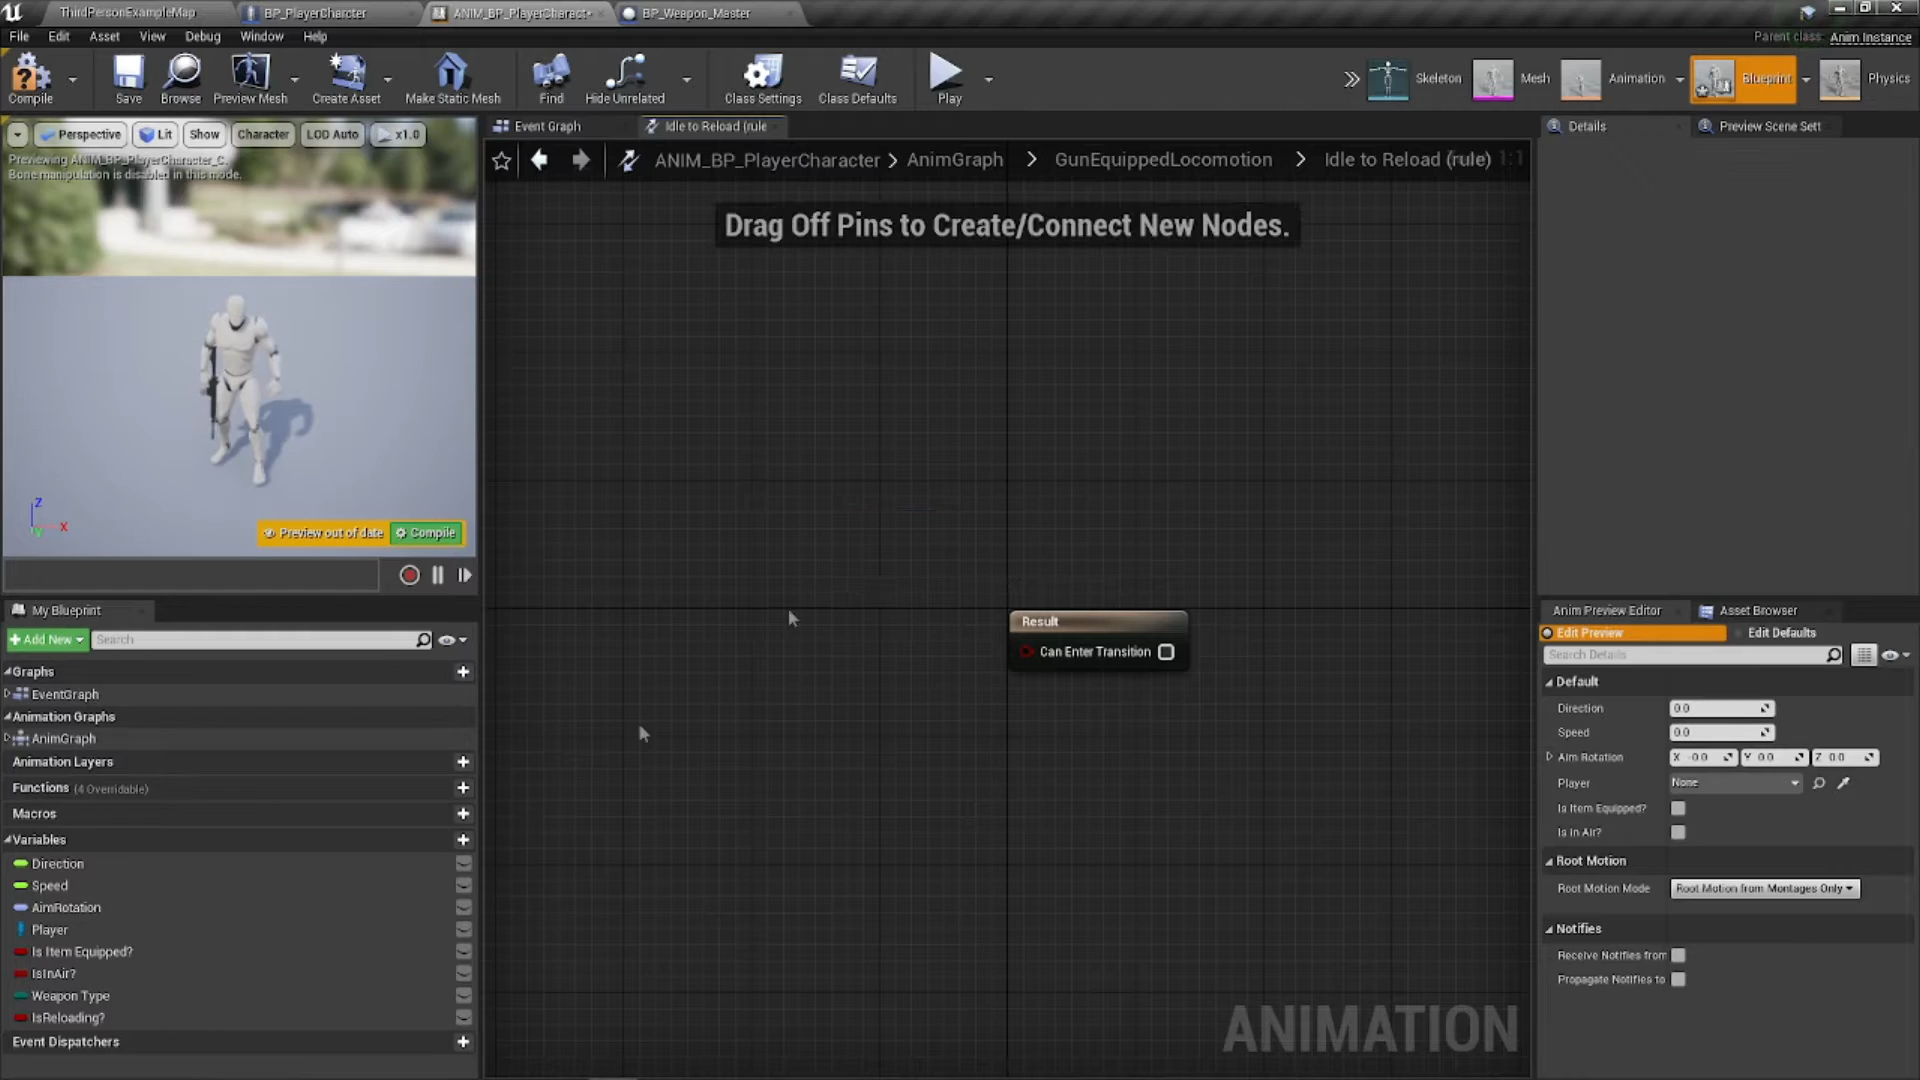 ThirdPersonExampleMap
BP_PlayerCharcter
ANIM_BP_PlayerCharact
BP_Weapon_Master
File Edit Asset View Debug Window Help
Parent class: Anim Instance
Compile
Save
Browse
Preview Mesh
Create Asset
Make Static Mesh
Find
Hide Unrelated
Class Settings
Class Defaults
Play
Skeleton
Mesh
Animation
Blueprint
Physics
Perspective
Lit
Show
Character
LOD Auto
x1.0
Previewing ANIM_BP_PlayerCharacter_C.
Bone manipulation is disabled in this mode.
Z
X
Preview out of date
Compile
Event Graph
Idle to Reload (rule
ANIM_BP_PlayerCharacter > AnimGraph > GunEquippedLocomotion > Idle to Reload (rule) 1:1
Drag Off Pins to Create/Connect New Nodes.
Result
Can Enter Transition
ANIMATION
My Blueprint
Add New
Search
Graphs
EventGraph
Animation Graphs
AnimGraph
Animation Layers
Functions (4 Overridable)
Macros
Variables
Direction
Speed
AimRotation
Player
Is Item Equipped?
IsInAir?
Weapon Type
IsReloading?
Event Dispatchers
Details
Preview Scene Sett
Anim Preview Editor
Asset Browser
Edit Preview
Edit Defaults
Search Details
Default
Direction 0.0
Speed 0.0
Aim Rotation X -0.0 Y 0.0 Z 0.0
Player None
Is Item Equipped?
Is in Air?
Root Motion
Root Motion Mode Root Motion from Montages Only
Notifies
Receive Notifies from
Propagate Notifies to